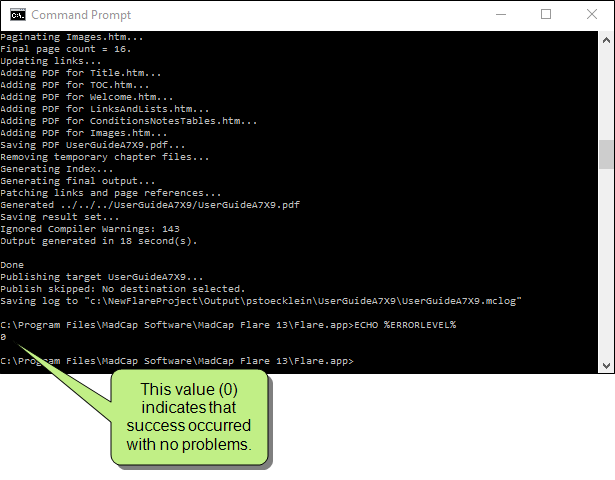 Command Prompt
Paginating Images.htm...
Final page count = 16.
Updating links...
Adding PDF for Title.htm...
Adding PDF for TOC.htm...
Adding PDF for Welcome.htm...
Adding PDF for LinksAndLists.htm...
Adding PDF for ConditionsNotesTables.htm...
Adding PDF for Images.htm...
Saving PDF UserGuideA7X9.pdf...
Removing temporary chapter files...
Generating Index...
Generating final output...
Patching links and page references...
Generated ../../../UserGuideA7X9/UserGuideA7X9.pdf
Saving result set...
Ignored Compiler Warnings: 143
Output generated in 18 second(s).
Done
Publishing target UserGuideA7X9...
Publish skipped: No destination selected.
Saving log to "c:\NewFlareProject\Output\pstoecklein\UserGuideA7X9\UserGuideA7X9.mclog"
C:\Program Files\MadCap Software\MadCap Flare 13\Flare.app>ECHO %ERRORLEVEL%
0
C:\Program Files\MadCap Software\MadCap Flare 13\Flare.app>
This value (0)
indicates that
success occurred
with no problems.